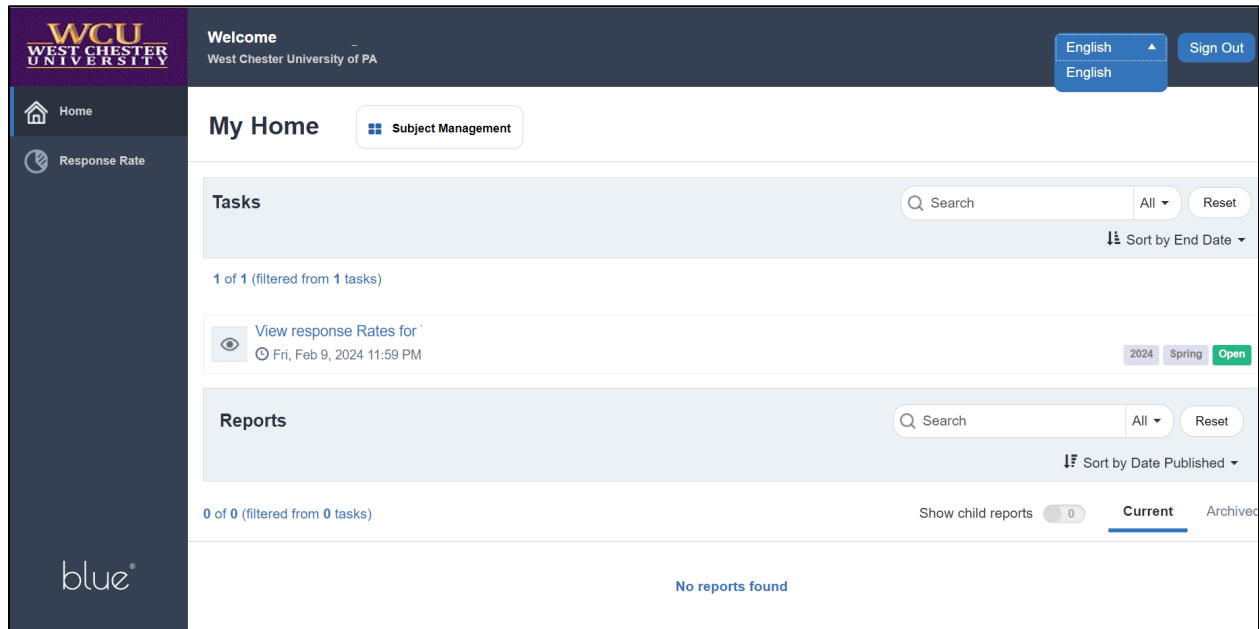 WCU
WEST CHESTER
UNIVERSITY
Welcome
West Chester University of PA
English
English
Sign Out
Home
Response Rate
My Home
Subject Management
Tasks
Search
All
Reset
Sort by End Date
1 of 1 (filtered from 1 tasks)
View response Rates for
Fri, Feb 9, 2024 11:59 PM
2024
Spring
Open
Reports
Search
All
Reset
Sort by Date Published
0 of 0 (filtered from 0 tasks)
Show child reports
0
Current
Archived
No reports found
blue®